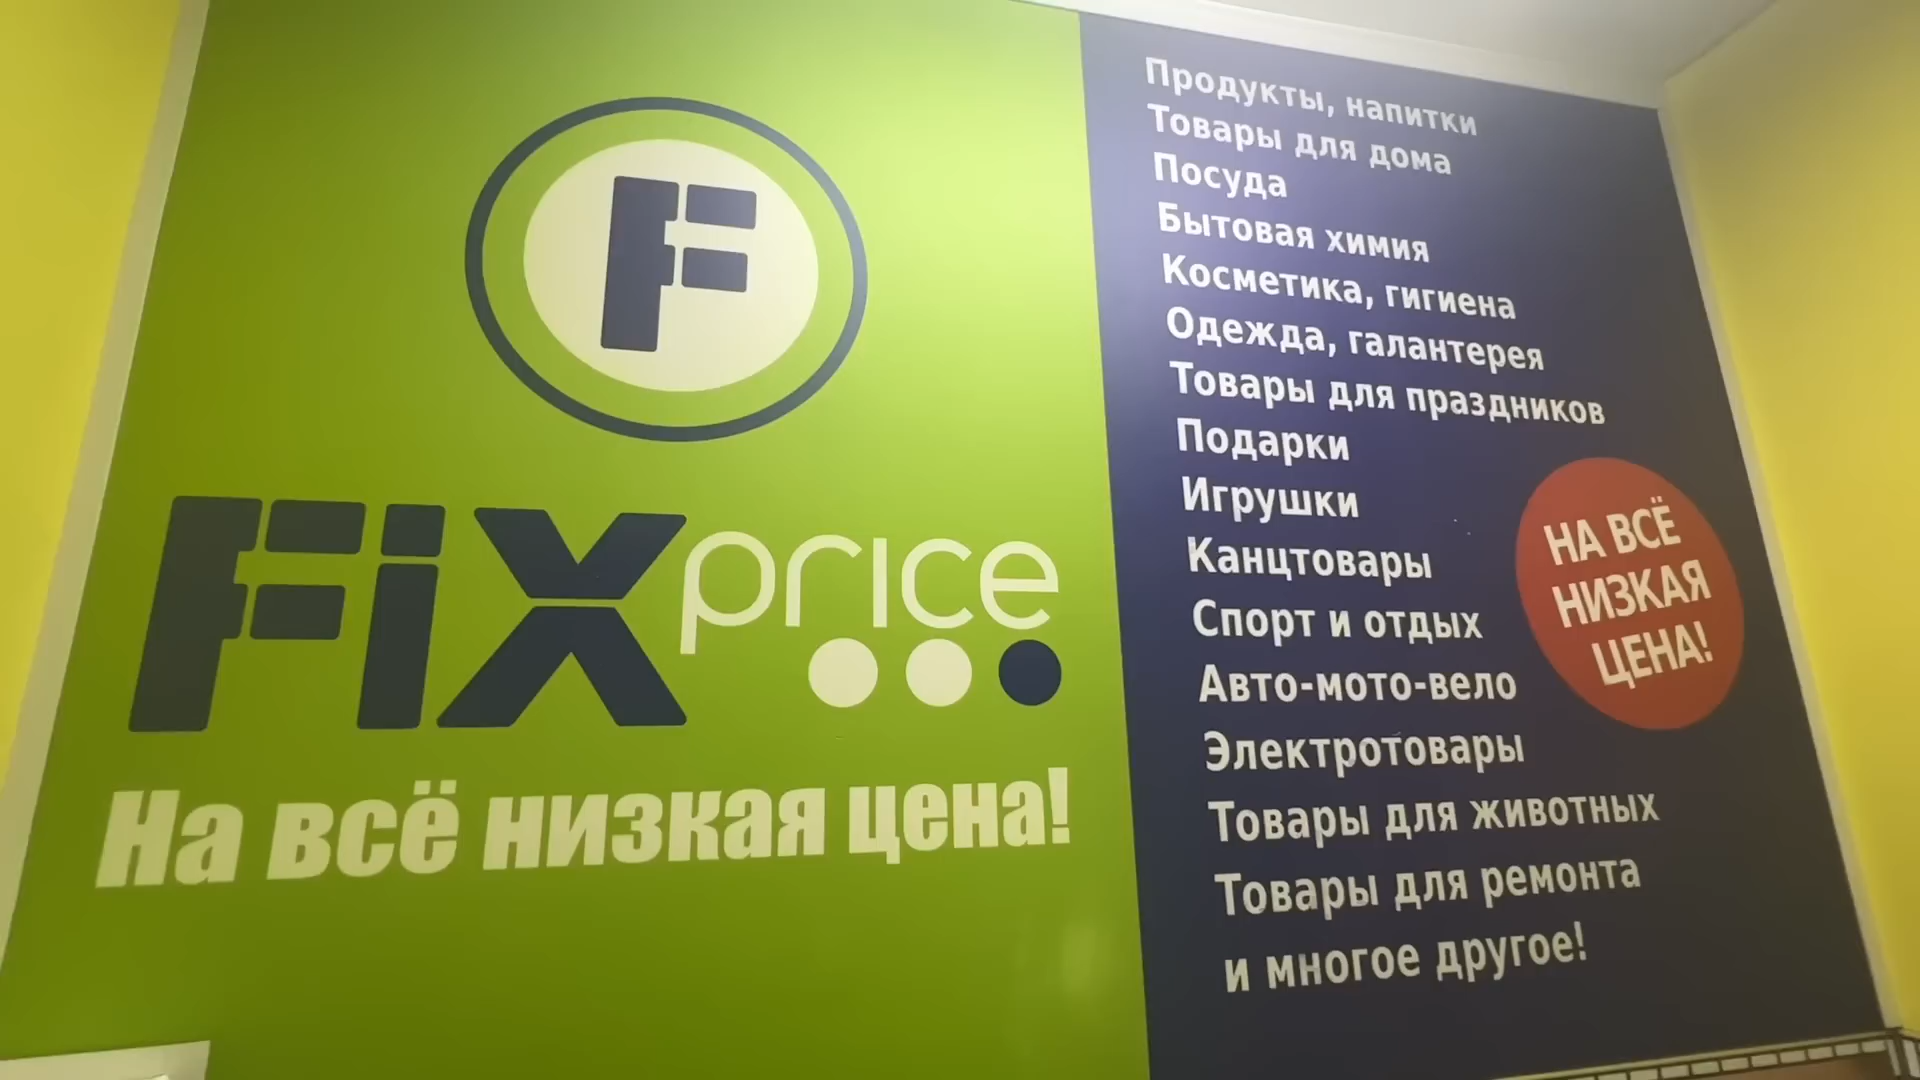 F
Fix price
На всё низкая цена!
Продукты, напитки
Товары для дома
Посуда
Бытовая химия
Косметика, гигиена
Одежда, галантерея
Товары для праздников
Подарки
Игрушки
Канцтовары
Спорт и отдых
Авто-мото-вело
Электротовары
Товары для животных
Товары для ремонта
и многое другое!
НА ВСЁ
НИЗКАЯ
ЦЕНА!